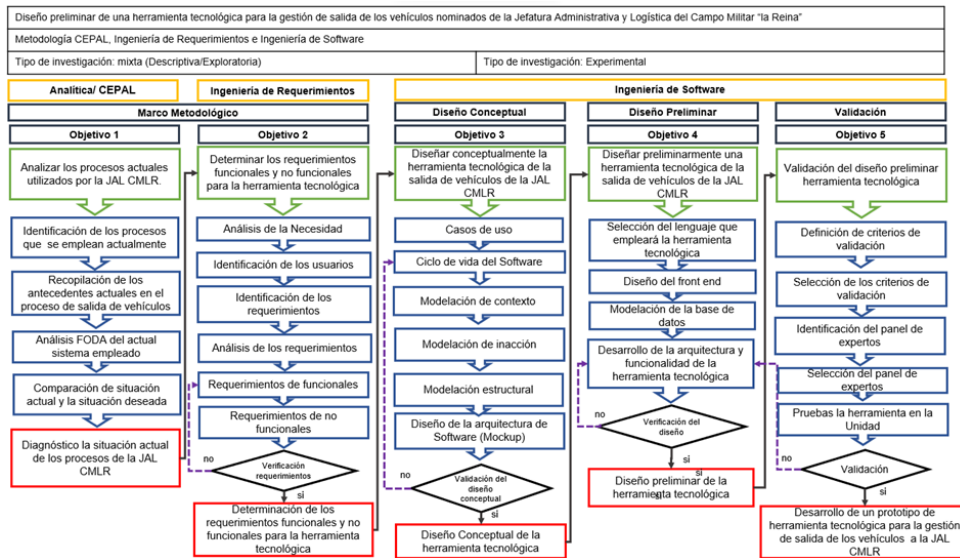 Diseño preliminar de una herramienta tecnológica para la gestión de salida de los vehículos nominados de la Jefatura Administrativa y Logística del Campo Militar "la Reina"
Metodología CEPAL, Ingeniería de Requerimientos e Ingeniería de Software
Tipo de investigación: mixta (Descriptiva/Exploratoria)
Tipo de investigación: Experimental
Analítica/ CEPAL
Ingeniería de Requerimientos
Ingeniería de Software
Marco Metodológico
Diseño Conceptual
Diseño Preliminar
Validación
Objetivo 1
Objetivo 2
Objetivo 3
Objetivo 4
Objetivo 5
Analizar los procesos actuales
utilizados por la JAL CMLR.
Identificación de los procesos
que se emplean actualmente
Recopilación de los
antecedentes actuales en el
proceso de salida de vehículos
Análisis FODA del actual
sistema empleado
Comparación de situación
actual y la situación deseada
Diagnóstico la situación actual
de los procesos de la JAL
CMLR
Determinar los requerimientos
funcionales y no funcionales
para la herramienta tecnológica
Análisis de la Necesidad
Identificación de los usuarios
Identificación de los
requerimientos
Análisis de los requerimientos
Requerimientos de funcionales
Requerimientos de no
funcionales
no
Verificación
requerimientos
si
Determinación de los
requerimientos funcionales y no
funcionales para la herramienta
tecnológica
Diseñar conceptualmente la
herramienta tecnológica de la
salida de vehículos de la JAL
CMLR
Casos de uso
Ciclo de vida del Software
Modelación de contexto
Modelación de inacción
Modelación estructural
Diseño de la arquitectura de
Software (Mockup)
no
Validación del
diseño
conceptual
si
Diseño Conceptual de la
herramienta tecnológica
Diseñar preliminarmente una
herramienta tecnológica de la
salida de vehículos de la JAL
CMLR
Selección del lenguaje que
empleará la herramienta
tecnológica
Diseño del front end
Modelación de la base de
datos
Desarrollo de la arquitectura y
funcionalidad de la
herramienta tecnológica
no
Verificación del
diseño
si
si
Diseño preliminar de la
herramienta tecnológica
si
Validación del diseño preliminar
herramienta tecnológica
Definición de criterios de
validación
Selección de los criterios de
validación
Identificación del panel de
expertos
Selección del panel de
expertos
Pruebas la herramienta en la
Unidad
no
Validación
si
Desarrollo de un prototipo de
herramienta tecnológica para la gestión
de salida de los vehículos a la JAL
CMLR